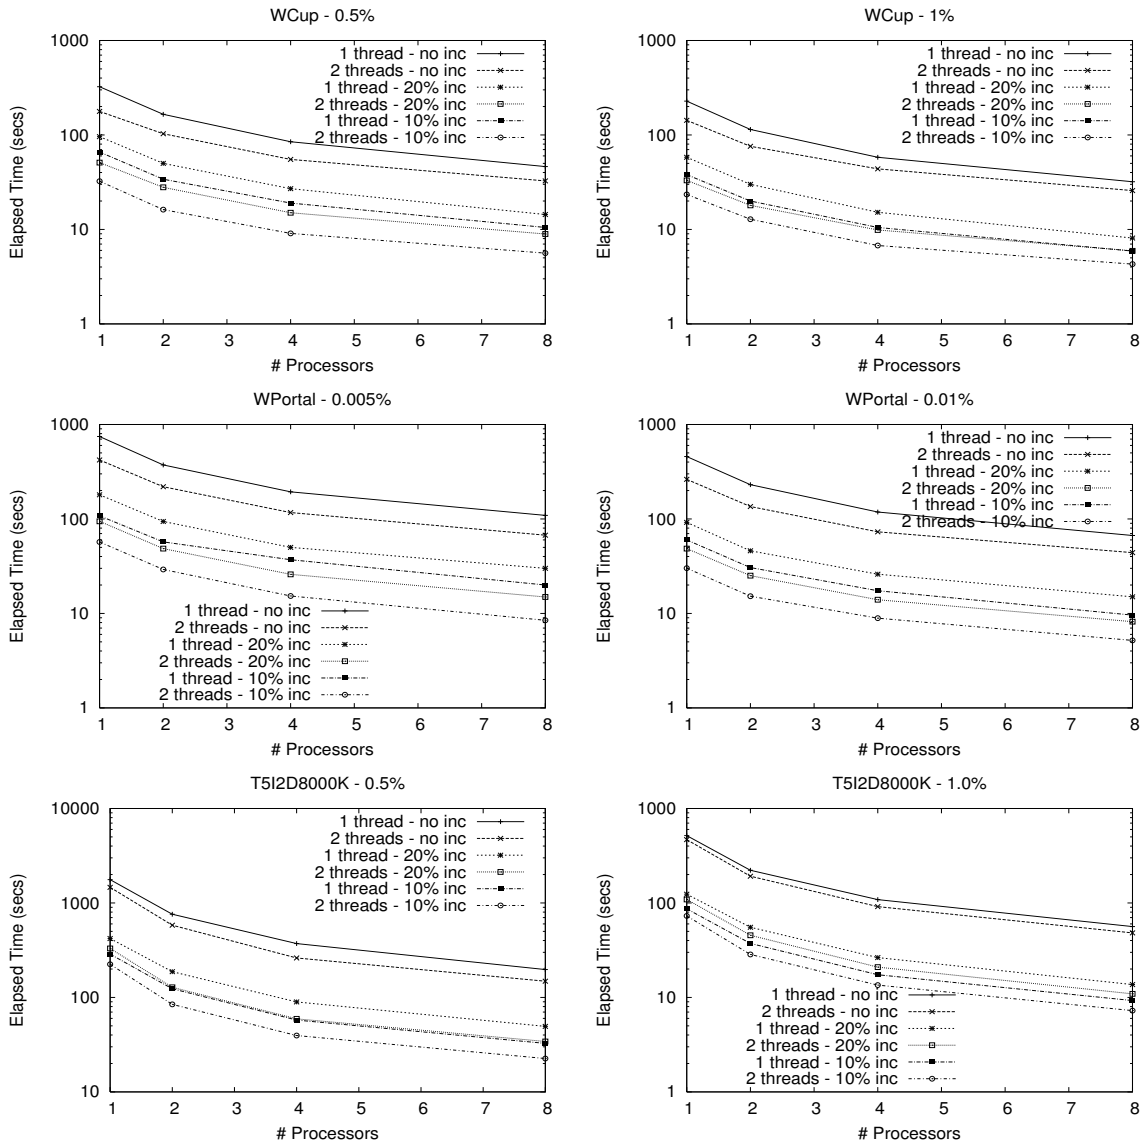 WCup - 0.5%
1000
100
10
1
Elapsed Time (secs)
1 thread - no inc
2 threads - no inc
1 thread - 20% inc
2 threads - 20% inc
1 thread - 10% inc
2 threads - 10% inc
1 2 3 4 5 6 7 8
# Processors
WCup - 1%
1000
100
10
1
Elapsed Time (secs)
1 thread - no inc
2 threads - no inc
1 thread - 20% inc
2 threads - 20% inc
1 thread - 10% inc
2 threads - 10% inc
1 2 3 4 5 6 7 8
# Processors
WPortal - 0.005%
1000
100
10
1
Elapsed Time (secs)
1 thread - no inc
2 threads - no inc
1 thread - 20% inc
2 threads - 20% inc
1 thread - 10% inc
2 threads - 10% inc
1 2 3 4 5 6 7 8
# Processors
WPortal - 0.01%
1000
100
10
1
Elapsed Time (secs)
1 thread - no inc
2 threads - no inc
1 thread - 20% inc
2 threads - 20% inc
1 thread - 10% inc
2 threads - 10% inc
1 2 3 4 5 6 7 8
# Processors
T5I2D8000K - 0.5%
10000
1000
100
10
Elapsed Time (secs)
1 thread - no inc
2 threads - no inc
1 thread - 20% inc
2 threads - 20% inc
1 thread - 10% inc
2 threads - 10% inc
1 2 3 4 5 6 7 8
# Processors
T5I2D8000K - 1.0%
1000
100
10
1
Elapsed Time (secs)
1 thread - no inc
2 threads - no inc
1 thread - 20% inc
2 threads - 20% inc
1 thread - 10% inc
2 threads - 10% inc
1 2 3 4 5 6 7 8
# Processors